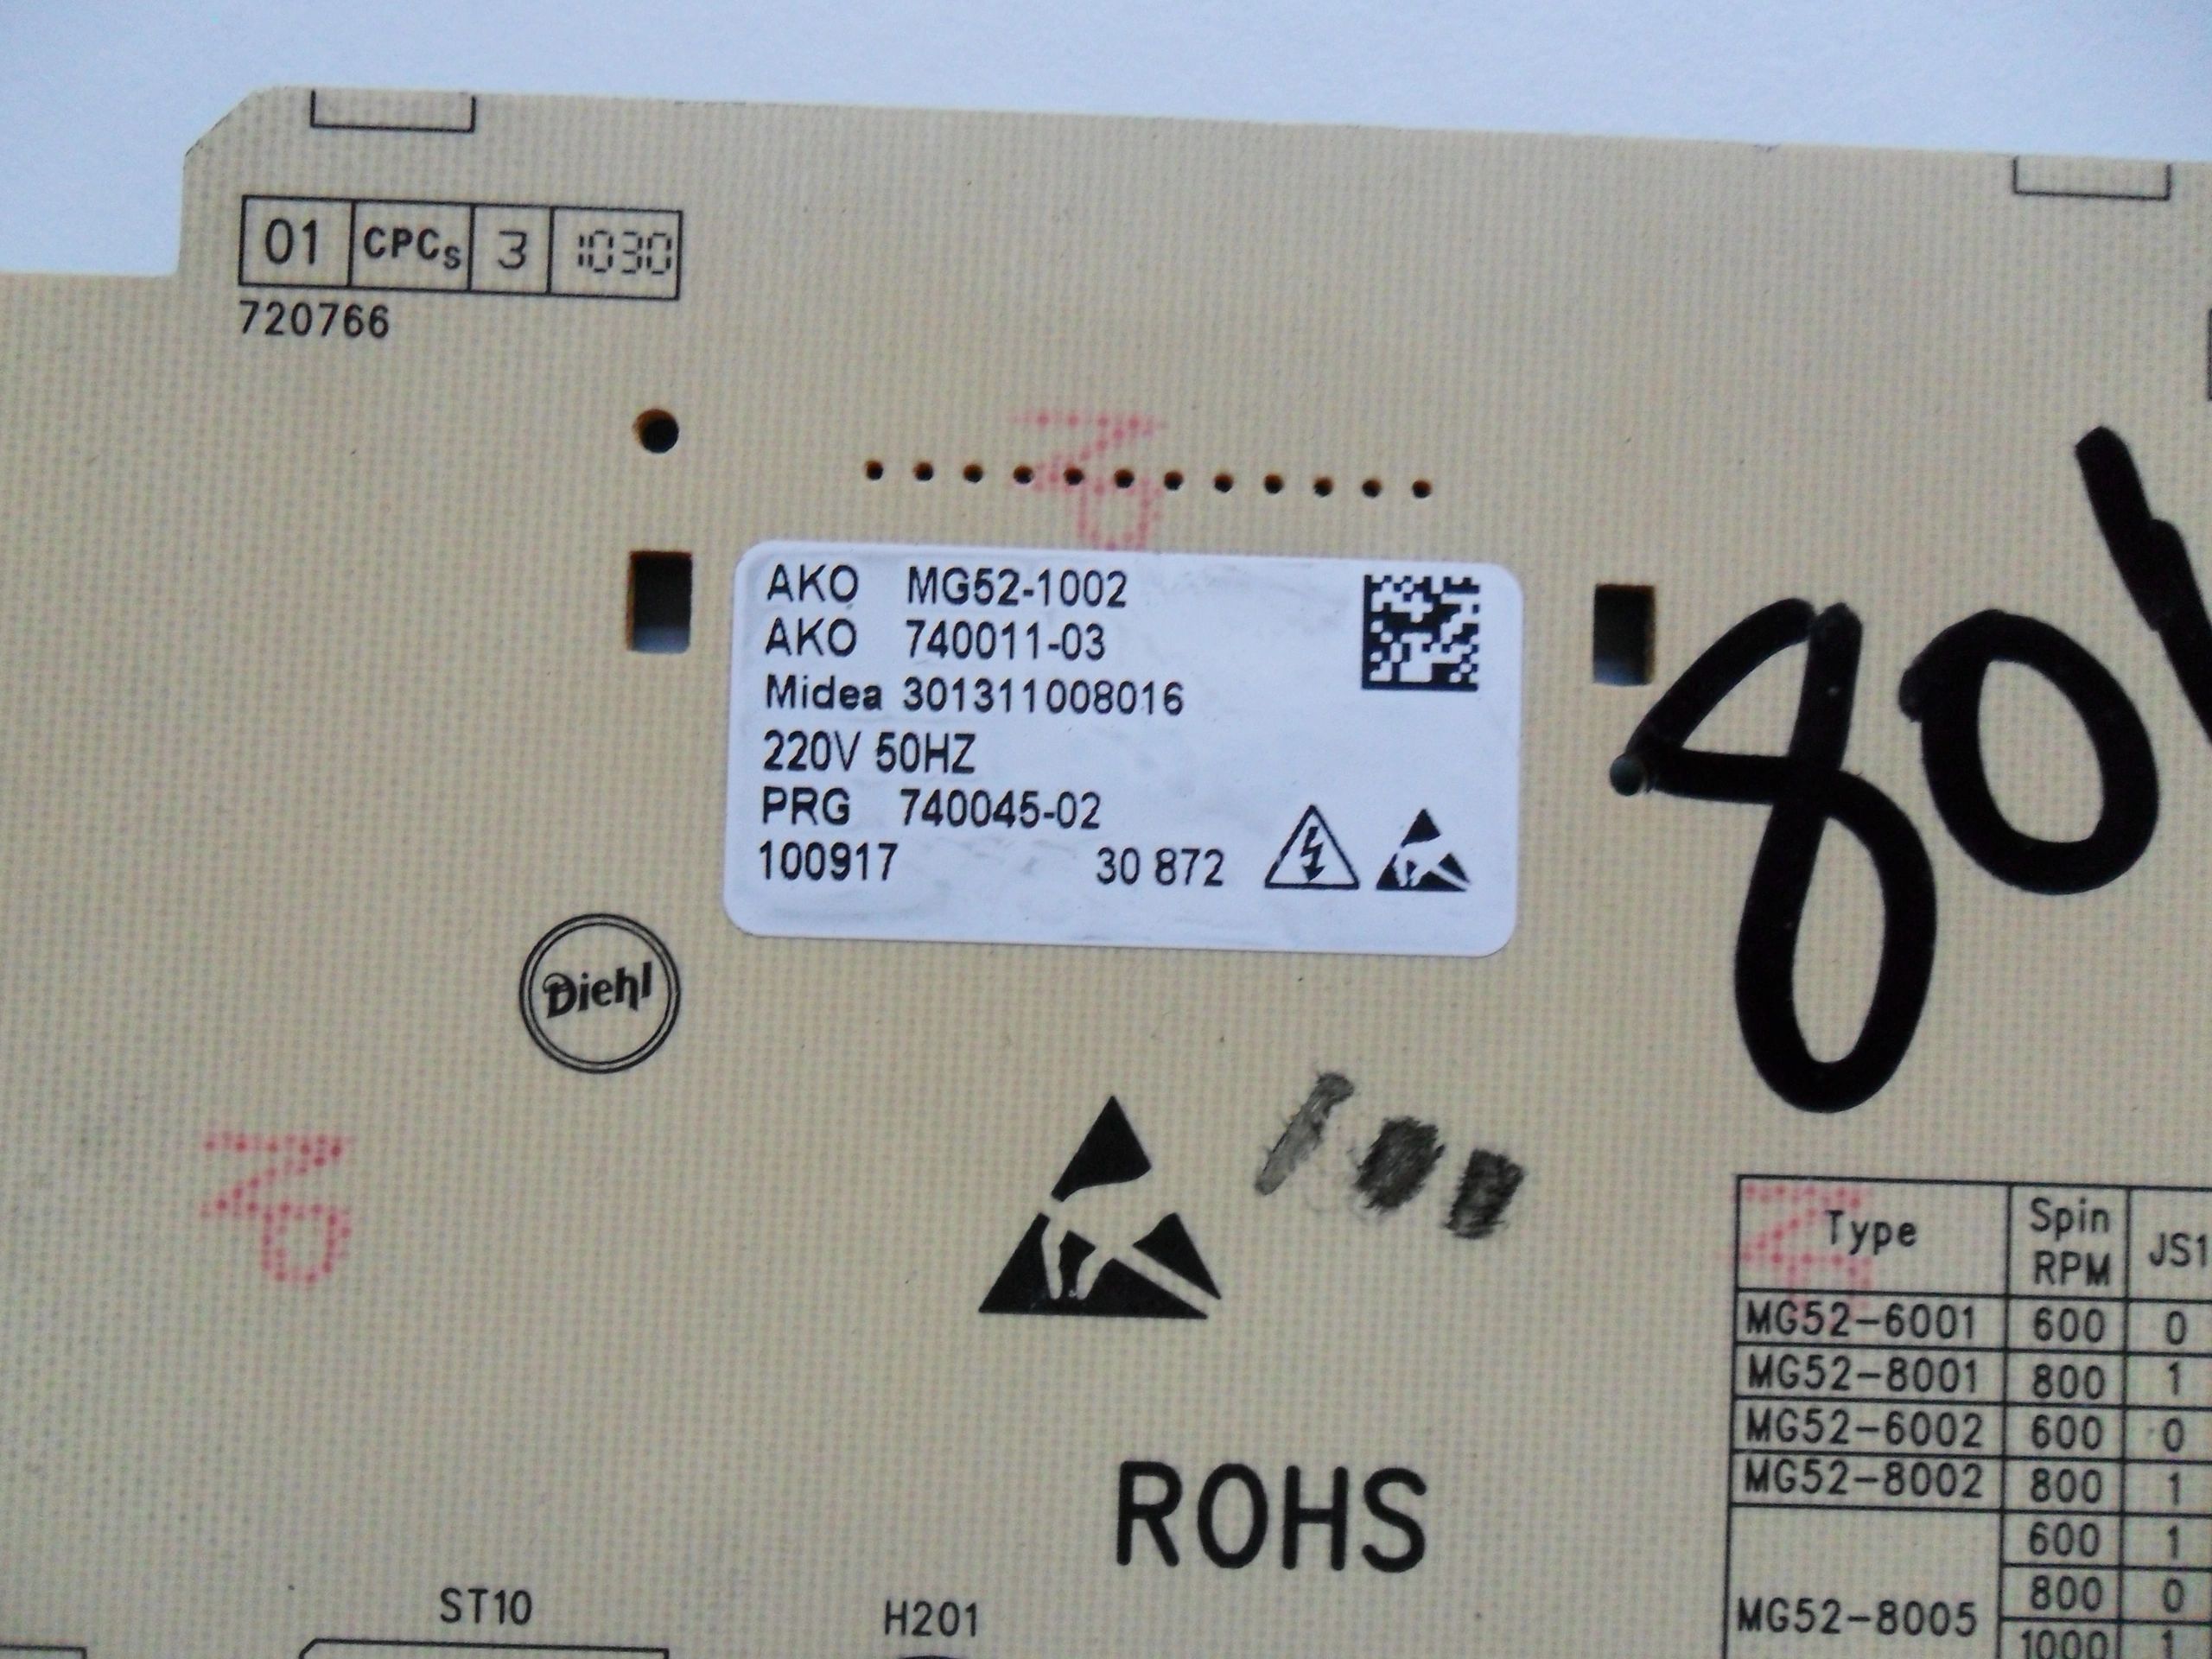 01 CPCs 3 1030
720766
AKO MG52-1002
AKO 740011-03
Midea 301311008016
220V 50HZ
PRG 740045-02
100917 30 872
Diehl
80
ROHS
Type Spin RPM JS1
MG52-6001 600 0
MG52-8001 800 1
MG52-6002 600 0
MG52-8002 800 1
600 1
MG52-8005 800 0
1000 1
ST10
H201